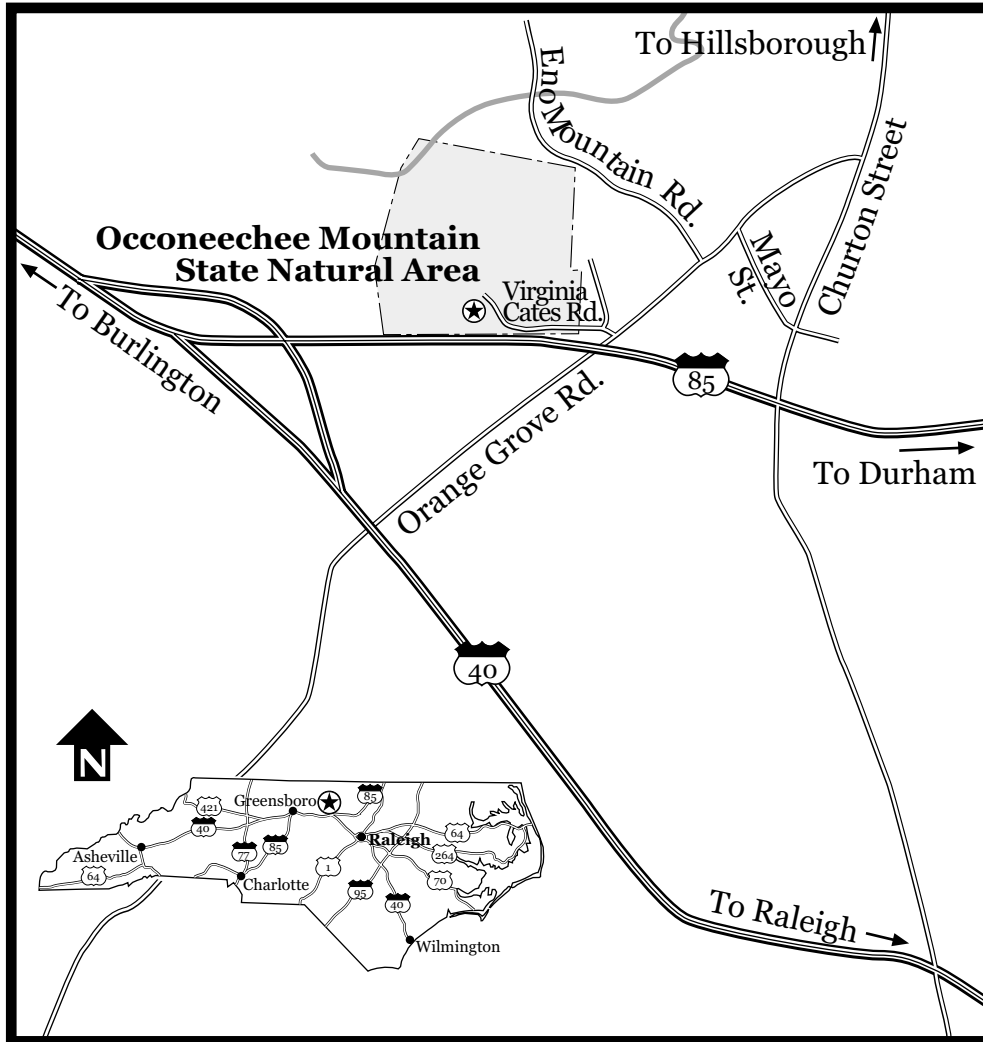 To Hillsborough
Eno Mountain Rd.
Churton Street
Occoneechee Mountain
State Natural Area
Mayo
St.
Virginia
Cates Rd.
To Burlington
85
Orange Grove Rd.
To Durham
40
N
Greensboro
421
85
40
Raleigh
64
Asheville
77
85
264
64
1
70
Charlotte
95
40
To Raleigh
Wilmington